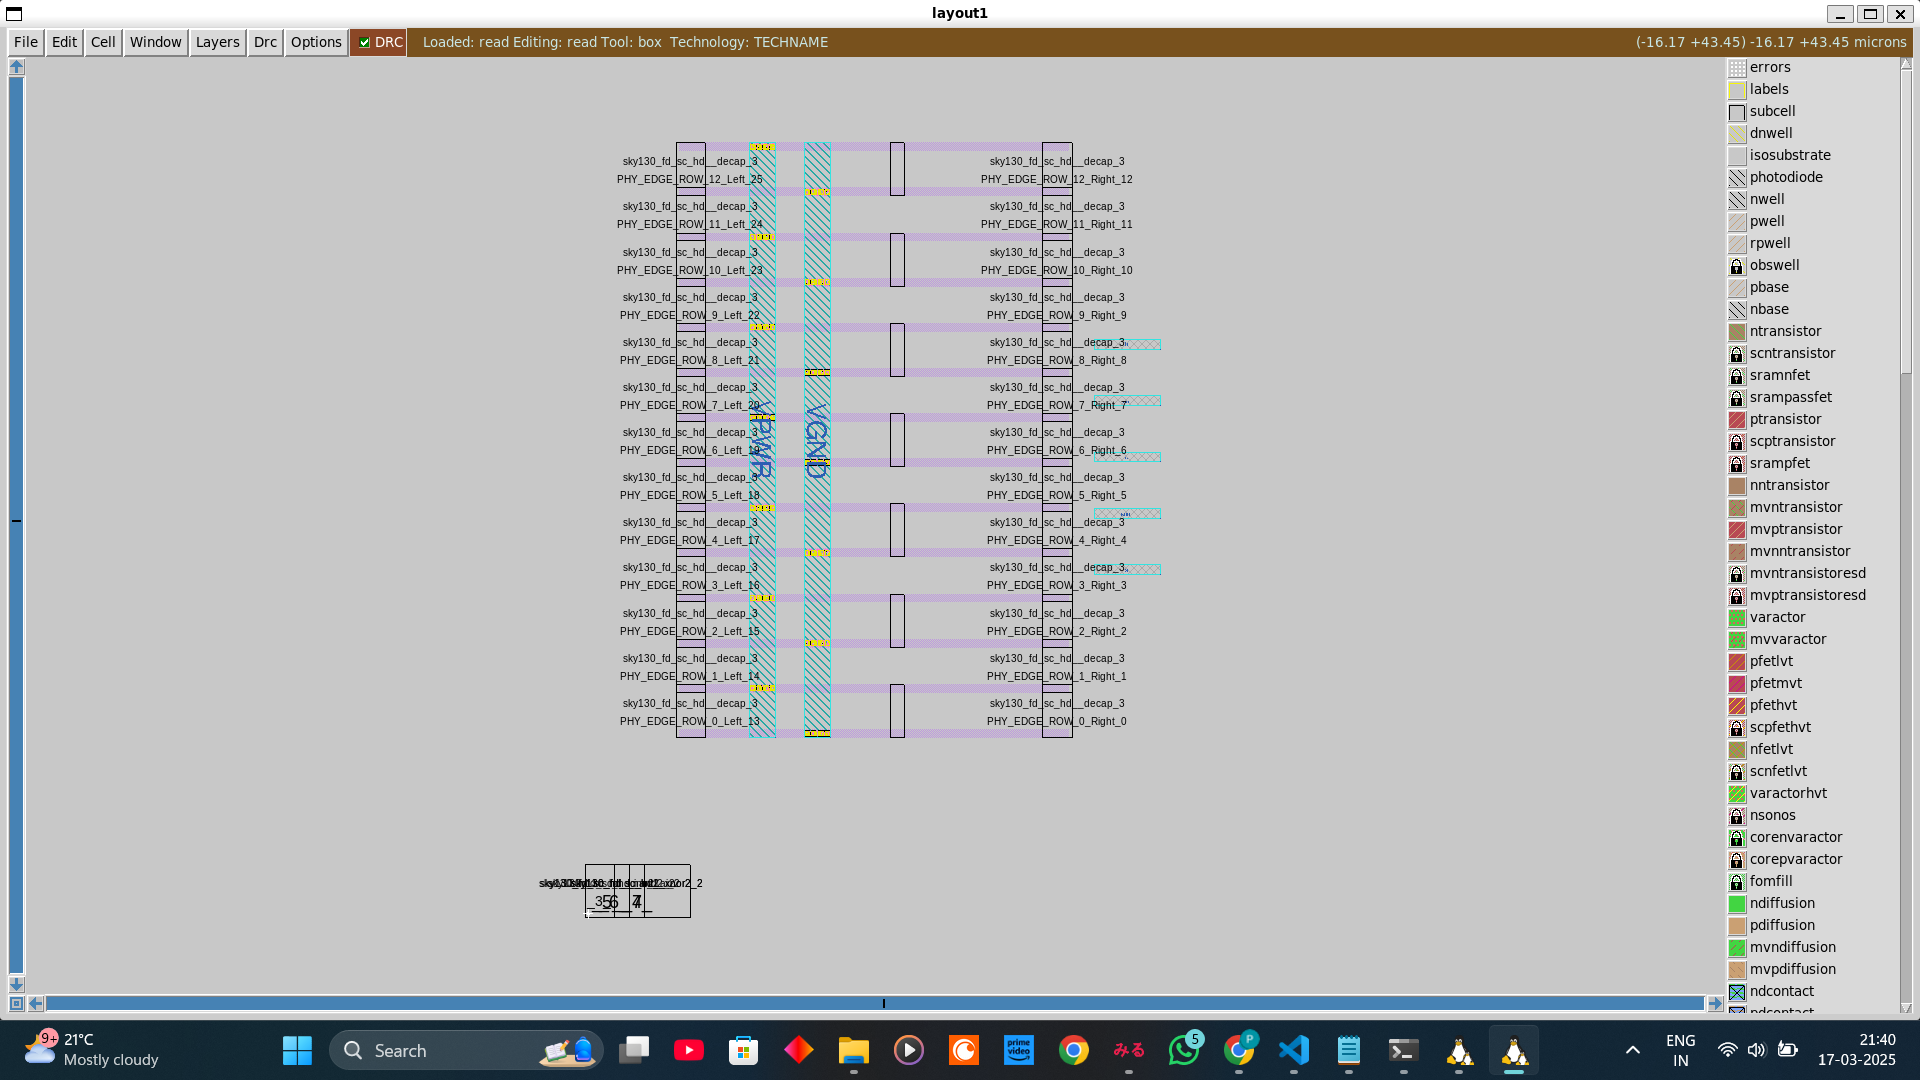 layout1
File Edit Cell Window Layers Drc Options DRC Loaded: read Editing: read Tool: box Technology: TECHNAME (-16.17 +43.45) -16.17 +43.45 microns
sky130_fd_sc_hd__decap_3 sky130_fd_sc_hd__decap_3
PHY_EDGE_ROW_12_Left_25 PHY_EDGE_ROW_12_Right_12
sky130_fd_sc_hd__decap_3 sky130_fd_sc_hd__decap_3
PHY_EDGE_ROW_11_Left_24 PHY_EDGE_ROW_11_Right_11
sky130_fd_sc_hd__decap_3 sky130_fd_sc_hd__decap_3
PHY_EDGE_ROW_10_Left_23 PHY_EDGE_ROW_10_Right_10
sky130_fd_sc_hd__decap_3 sky130_fd_sc_hd__decap_3
PHY_EDGE_ROW_9_Left_22 PHY_EDGE_ROW_9_Right_9
sky130_fd_sc_hd__decap_3 sky130_fd_sc_hd__decap_3
PHY_EDGE_ROW_8_Left_21 PHY_EDGE_ROW_8_Right_8
sky130_fd_sc_hd__decap_3 sky130_fd_sc_hd__decap_3
PHY_EDGE_ROW_7_Left_20 PHY_EDGE_ROW_7_Right_7
sky130_fd_sc_hd__decap_3 sky130_fd_sc_hd__decap_3
PHY_EDGE_ROW_6_Left_19 PHY_EDGE_ROW_6_Right_6
sky130_fd_sc_hd__decap_3 sky130_fd_sc_hd__decap_3
PHY_EDGE_ROW_5_Left_18 PHY_EDGE_ROW_5_Right_5
sky130_fd_sc_hd__decap_3 sky130_fd_sc_hd__decap_3
PHY_EDGE_ROW_4_Left_17 PHY_EDGE_ROW_4_Right_4
sky130_fd_sc_hd__decap_3 sky130_fd_sc_hd__decap_3
PHY_EDGE_ROW_3_Left_16 PHY_EDGE_ROW_3_Right_3
sky130_fd_sc_hd__decap_3 sky130_fd_sc_hd__decap_3
PHY_EDGE_ROW_2_Left_15 PHY_EDGE_ROW_2_Right_2
sky130_fd_sc_hd__decap_3 sky130_fd_sc_hd__decap_3
PHY_EDGE_ROW_1_Left_14 PHY_EDGE_ROW_1_Right_1
sky130_fd_sc_hd__decap_3 sky130_fd_sc_hd__decap_3
PHY_EDGE_ROW_0_Left_13 PHY_EDGE_ROW_0_Right_0
VPWR
VGND
errors
labels
subcell
dnwell
isosubstrate
photodiode
nwell
pwell
rpwell
obswell
pbase
nbase
ntransistor
scntransistor
sramnfet
srampassfet
ptransistor
scptransistor
srampfet
nntransistor
mvntransistor
mvptransistor
mvnntransistor
mvntransistoresd
mvptransistoresd
varactor
mvvaractor
pfetlvt
pfetmvt
pfethvt
scpfethvt
nfetlvt
scnfetlvt
varactorhvt
nsonos
corenvaractor
corepvaractor
fomfill
ndiffusion
pdiffusion
mvndiffusion
mvpdiffusion
ndcontact
9+ 21°C
Mostly cloudy
Search
prime video
みる
5
P
ENG
IN
21:40
17-03-2025